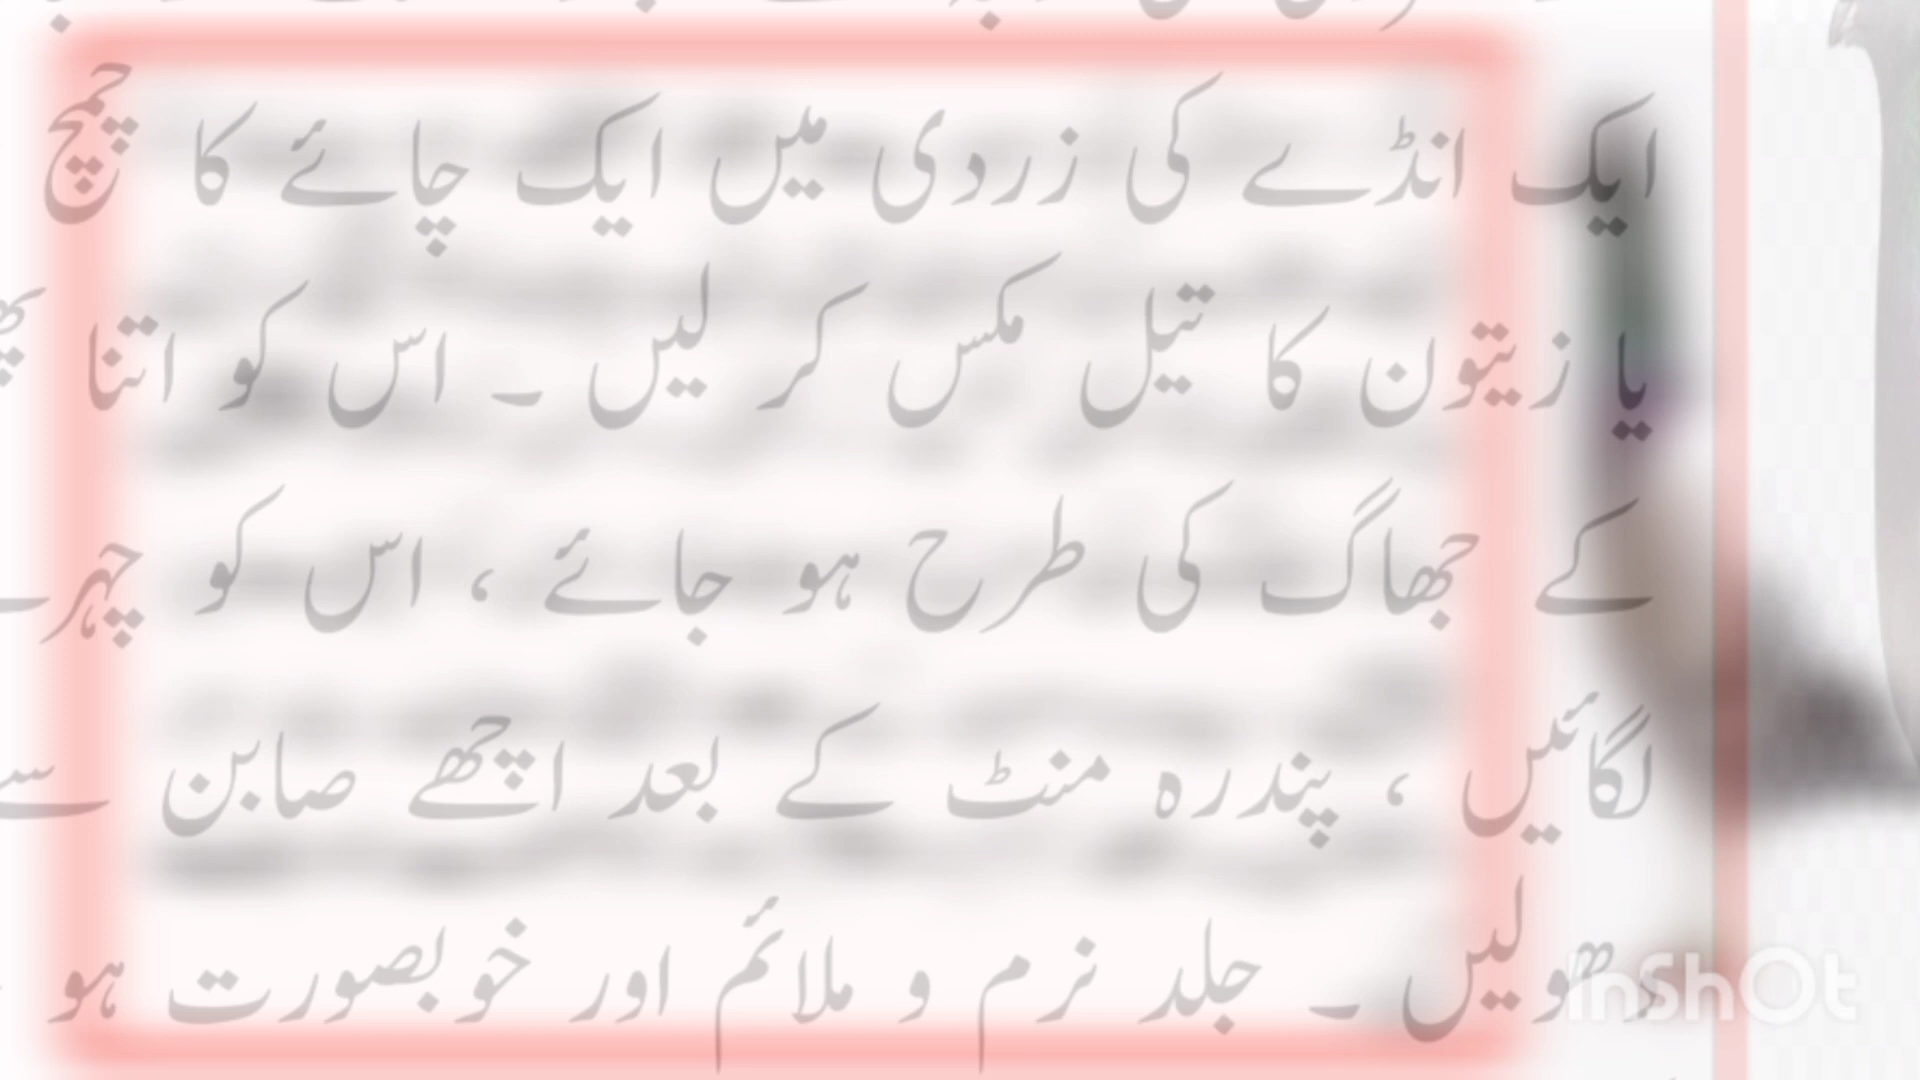 ایک انڈے کی زردی میں ایک چائے کا چمچ
یا زیتون کا تیل مکس کر لیں ۔ اس کو اتنا
کے جھاگ کی طرح ہو جائے ، اس کو چہرے
لگائیں ، پندرہ منٹ کے بعد اچھے صابن سے
دھولیں ۔ جلد نرم و ملائم اور خوبصورت ہو
InShOt